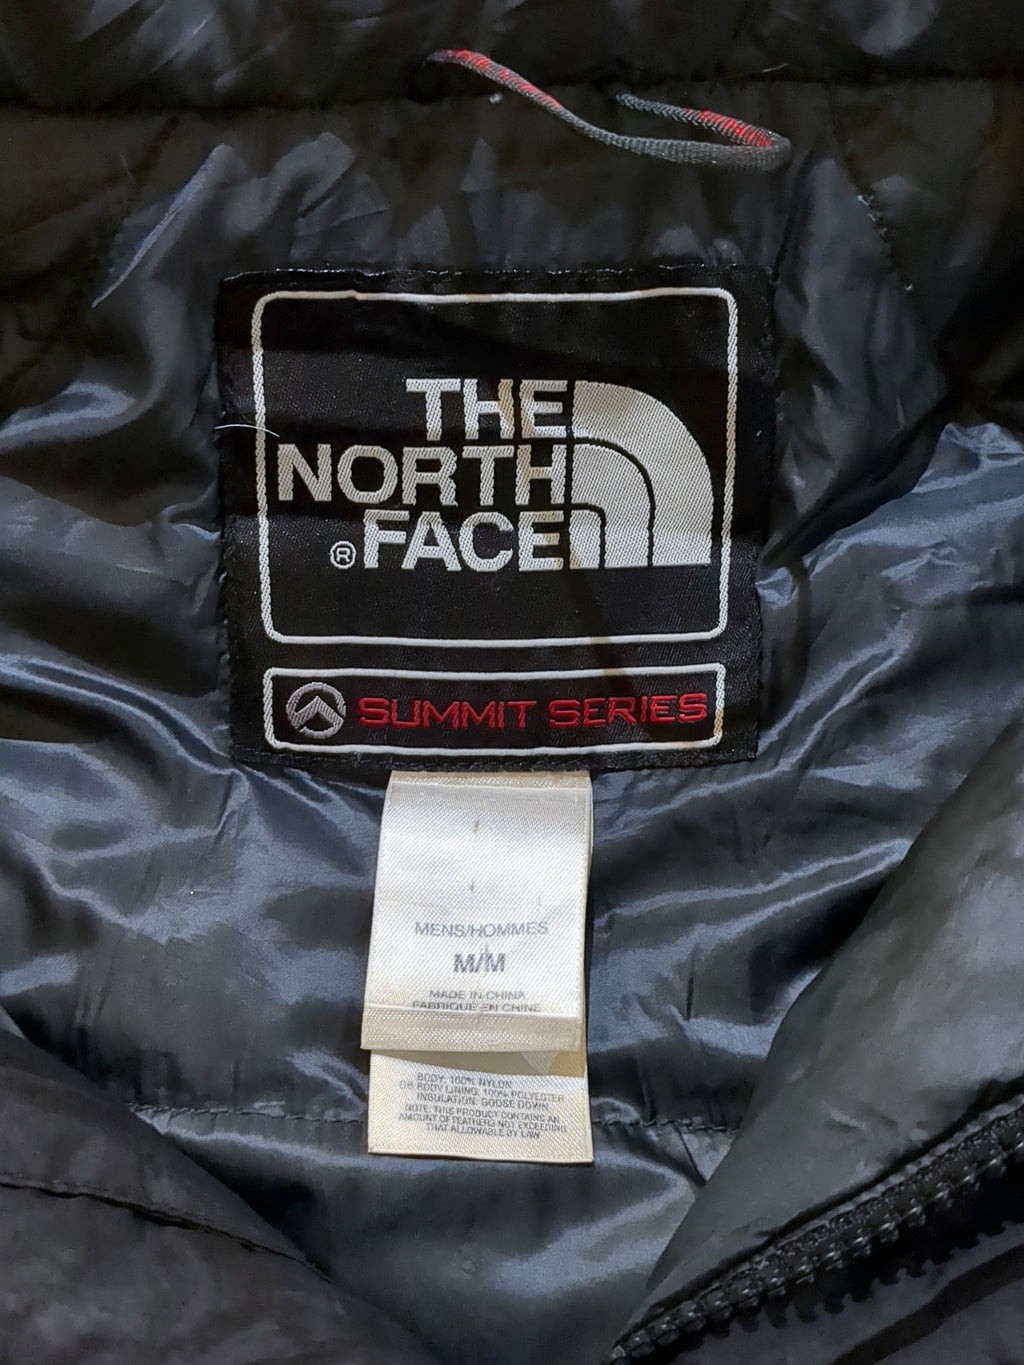 THE
NORTH
® FACE
SUMMIT SERIES
MENS/HOMMES
M/M
MADE IN CHINA
FABRIQUE EN CHINE
BODY: 100% NYLON
GB BODY LINING: 100% POLYESTER
INSULATION: GOOSE DOWN
NOTE: THIS PRODUCT CONTAINS AN
AMOUNT OF FEATHERS NOT EXCEEDING
THAT ALLOWABLE BY LAW